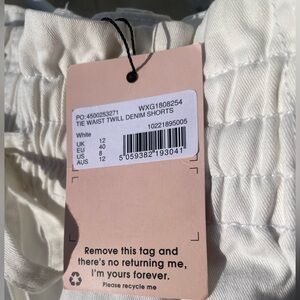 PO:4500253271 WXG1808254
TIE WAIST TWILL DENIM SHORTS
10221895005
White
UK 12
EU 40
US 8
AUS 12
5 059382 193041
Remove this tag and
there's no returning me,
I'm yours forever.
Please recycle me